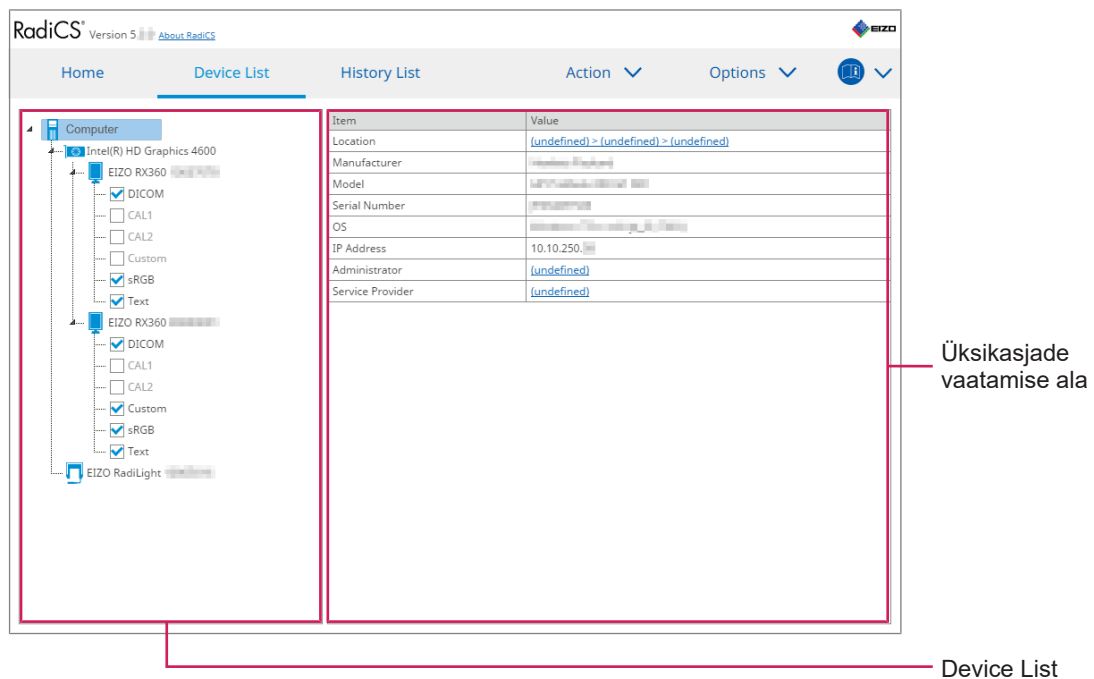 RadiCS® Version 5. About RadiCS
EIZO
Home Device List History List Action Options
Computer
Intel(R) HD Graphics 4600
EIZO RX360
DICOM
CAL1
CAL2
Custom
sRGB
Text
EIZO RX360
DICOM
CAL1
CAL2
Custom
sRGB
Text
EIZO RadiLight
Item Value
Location (undefined) > (undefined) > (undefined)
Manufacturer
Model
Serial Number
OS
IP Address 10.10.250.
Administrator (undefined)
Service Provider (undefined)
Üksikasjade
vaatamise ala
Device List